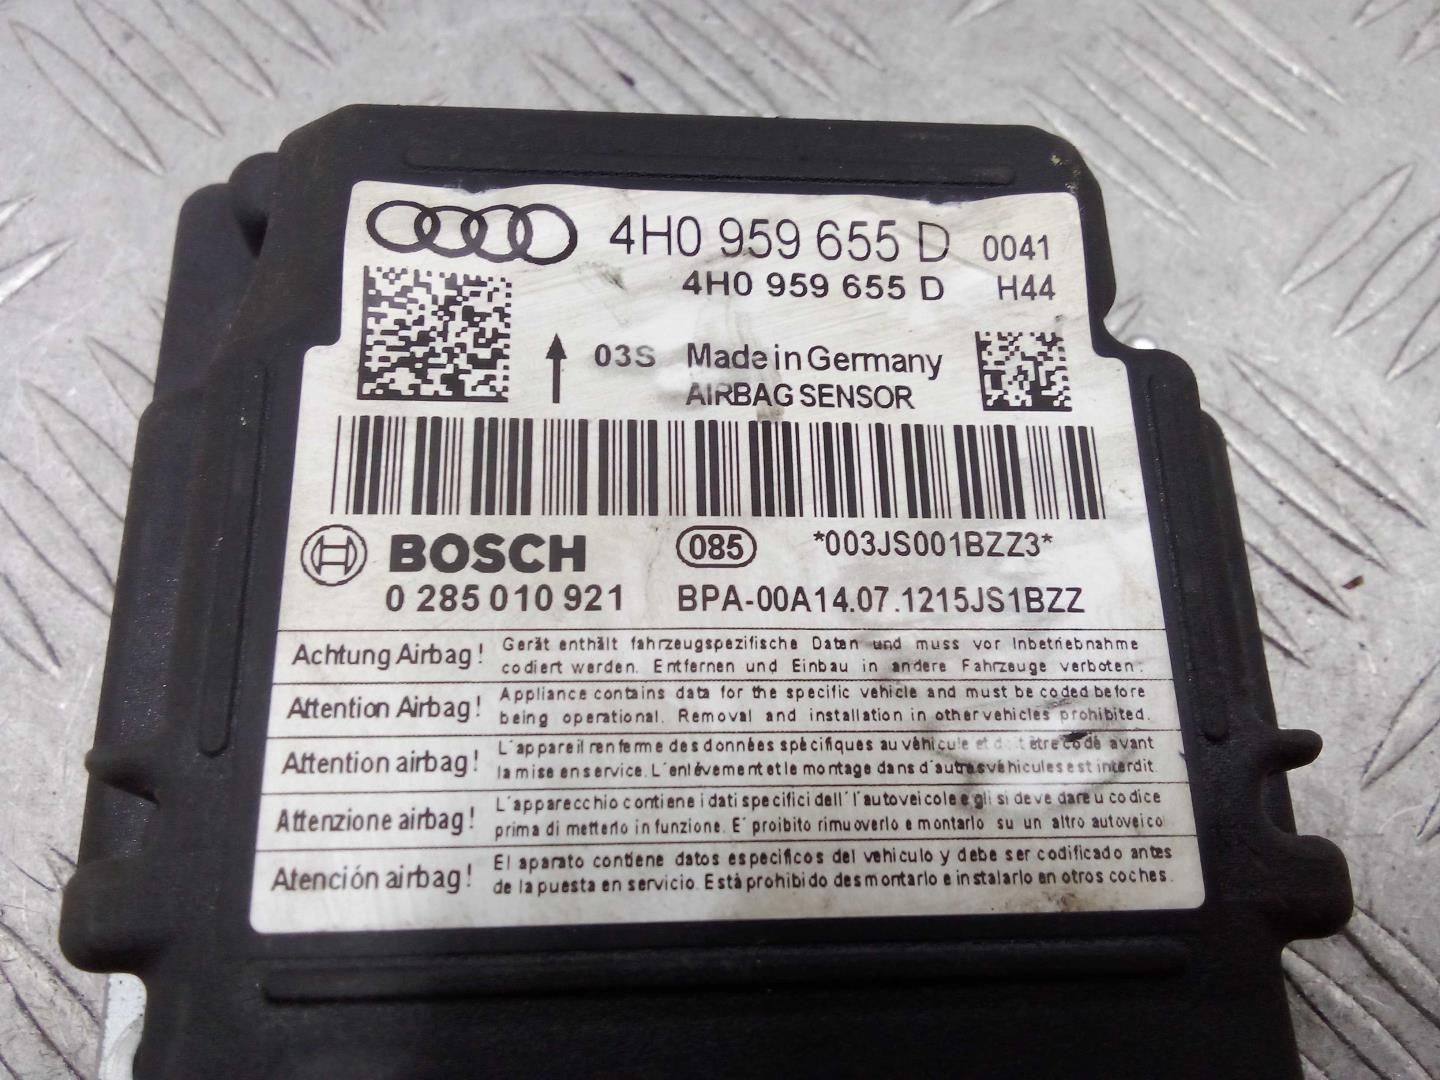 4H0 959 655 D 0041
4H0 959 655 D H44
03S Made in Germany
AIRBAG SENSOR
BOSCH 085 *003JS001BZZ3*
0 285 010 921 BPA-00A14.07.1215JS1BZZ
Achtung Airbag! Gerät enthält fahrzeugspezifische Daten und muss vor Inbetriebnahme
codiert werden. Entfernen und Einbau in andere Fahrzeuge verboten.
Attention Airbag! Appliance contains data for the specific vehicle and must be coded before
being operational. Removal and installation in other vehicles prohibited.
Attention airbag! L'appareil renferme des données spécifiques au véhicule et doit être codé avant
la mise en service. L'enlèvement et le montage dans d'autres véhicules est interdit.
Attenzione airbag! L'apparecchio contiene i dati specifici dell'l'autoveicolo e gli si deve dare u codice
prima di metterlo in funzione. E' proibito rimuoverlo e montarlo su un altro autoveico
Atención airbag! El aparato contiene datos especificos del vehiculo y debe ser codificado antes
de la puesta en servicio. Está prohibido desmontarlo e instalarlo en otros coches.